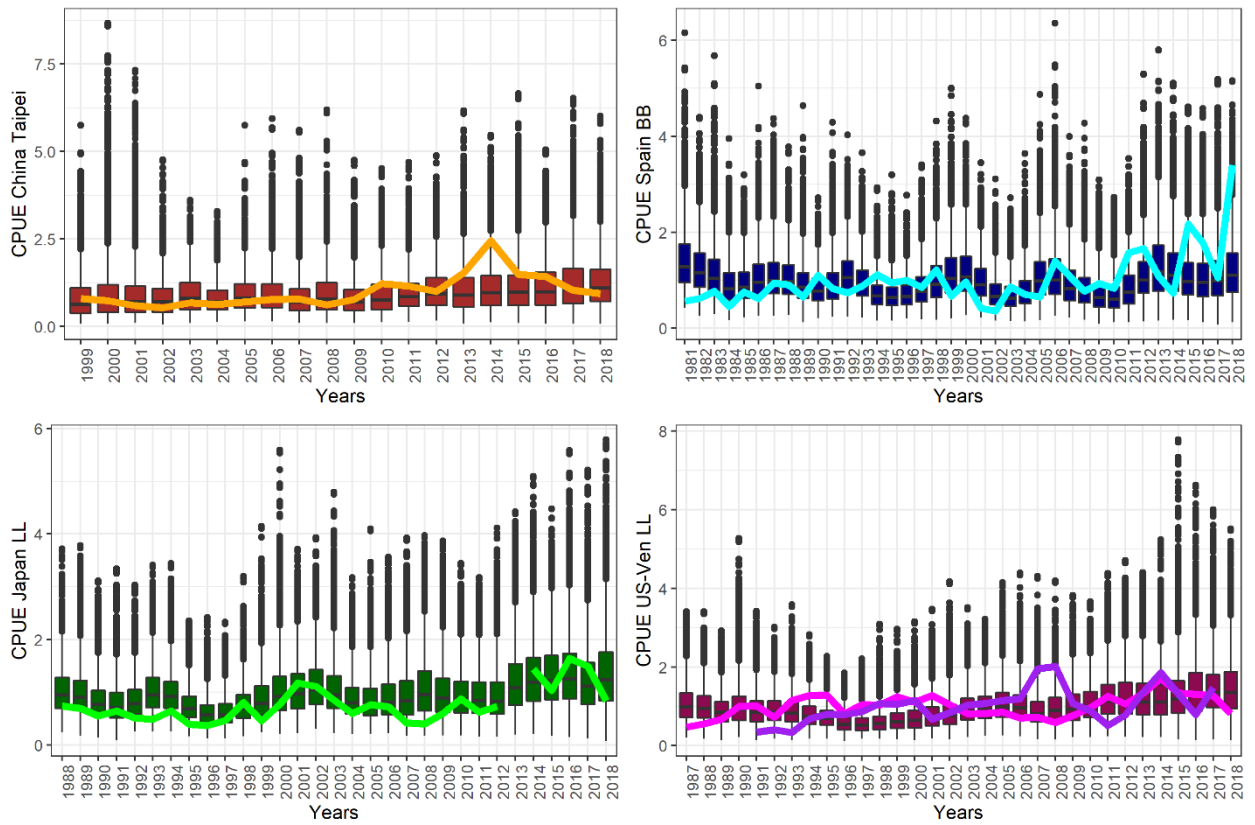 CPUE China Taipei
7.5
5.0
2.5
0.0
1999 2000 2001 2002 2003 2004 2005 2006 2007 2008 2009 2010 2011 2012 2013 2014 2015 2016 2017 2018
Years
CPUE Spain BB
6
4
2
0
1981 1982 1983 1984 1985 1986 1987 1988 1989 1990 1991 1992 1993 1994 1995 1996 1997 1998 1999 2000 2001 2002 2003 2004 2005 2006 2007 2008 2009 2010 2011 2012 2013 2014 2015 2016 2017 2018
Years
CPUE Japan LL
6
4
2
0
1988 1989 1990 1991 1992 1993 1994 1995 1996 1997 1998 1999 2000 2001 2002 2003 2004 2005 2006 2007 2008 2009 2010 2011 2012 2013 2014 2015 2016 2017 2018
Years
CPUE US-Ven LL
8
6
4
2
0
1987 1988 1989 1990 1991 1992 1993 1994 1995 1996 1997 1998 1999 2000 2001 2002 2003 2004 2005 2006 2007 2008 2009 2010 2011 2012 2013 2014 2015 2016 2017 2018
Years